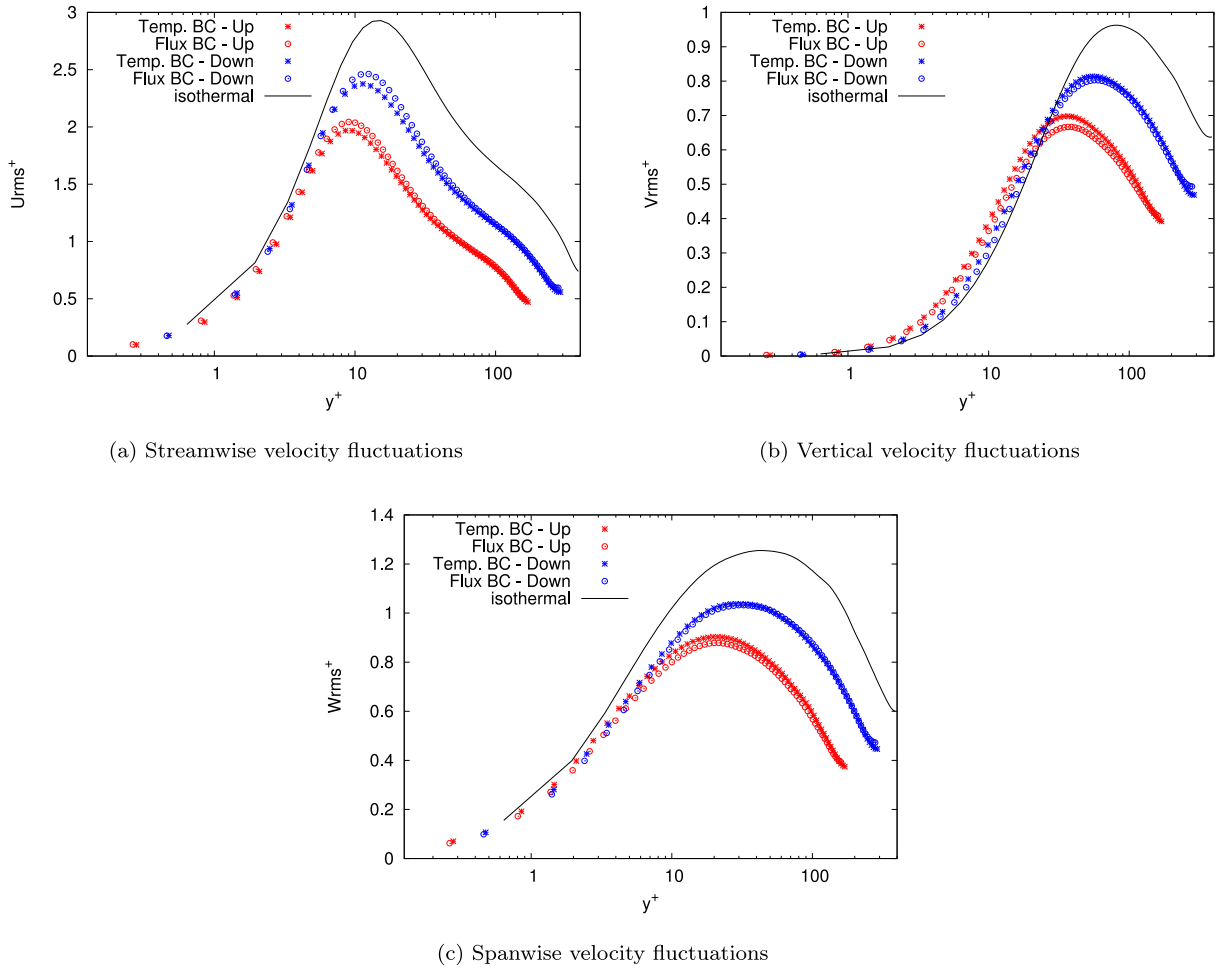 3
2.5
2
1.5
1
0.5
0
Urms+
Temp. BC - Up
Flux BC - Up
Temp. BC - Down
Flux BC - Down
isothermal
1 10 100
y+
(a) Streamwise velocity fluctuations
1
0.9
0.8
0.7
0.6
0.5
0.4
0.3
0.2
0.1
0
Vrms+
Temp. BC - Up
Flux BC - Up
Temp. BC - Down
Flux BC - Down
isothermal
1 10 100
y+
(b) Vertical velocity fluctuations
1.4
1.2
1
0.8
0.6
0.4
0.2
0
Wrms+
Temp. BC - Up
Flux BC - Up
Temp. BC - Down
Flux BC - Down
isothermal
1 10 100
y+
(c) Spanwise velocity fluctuations